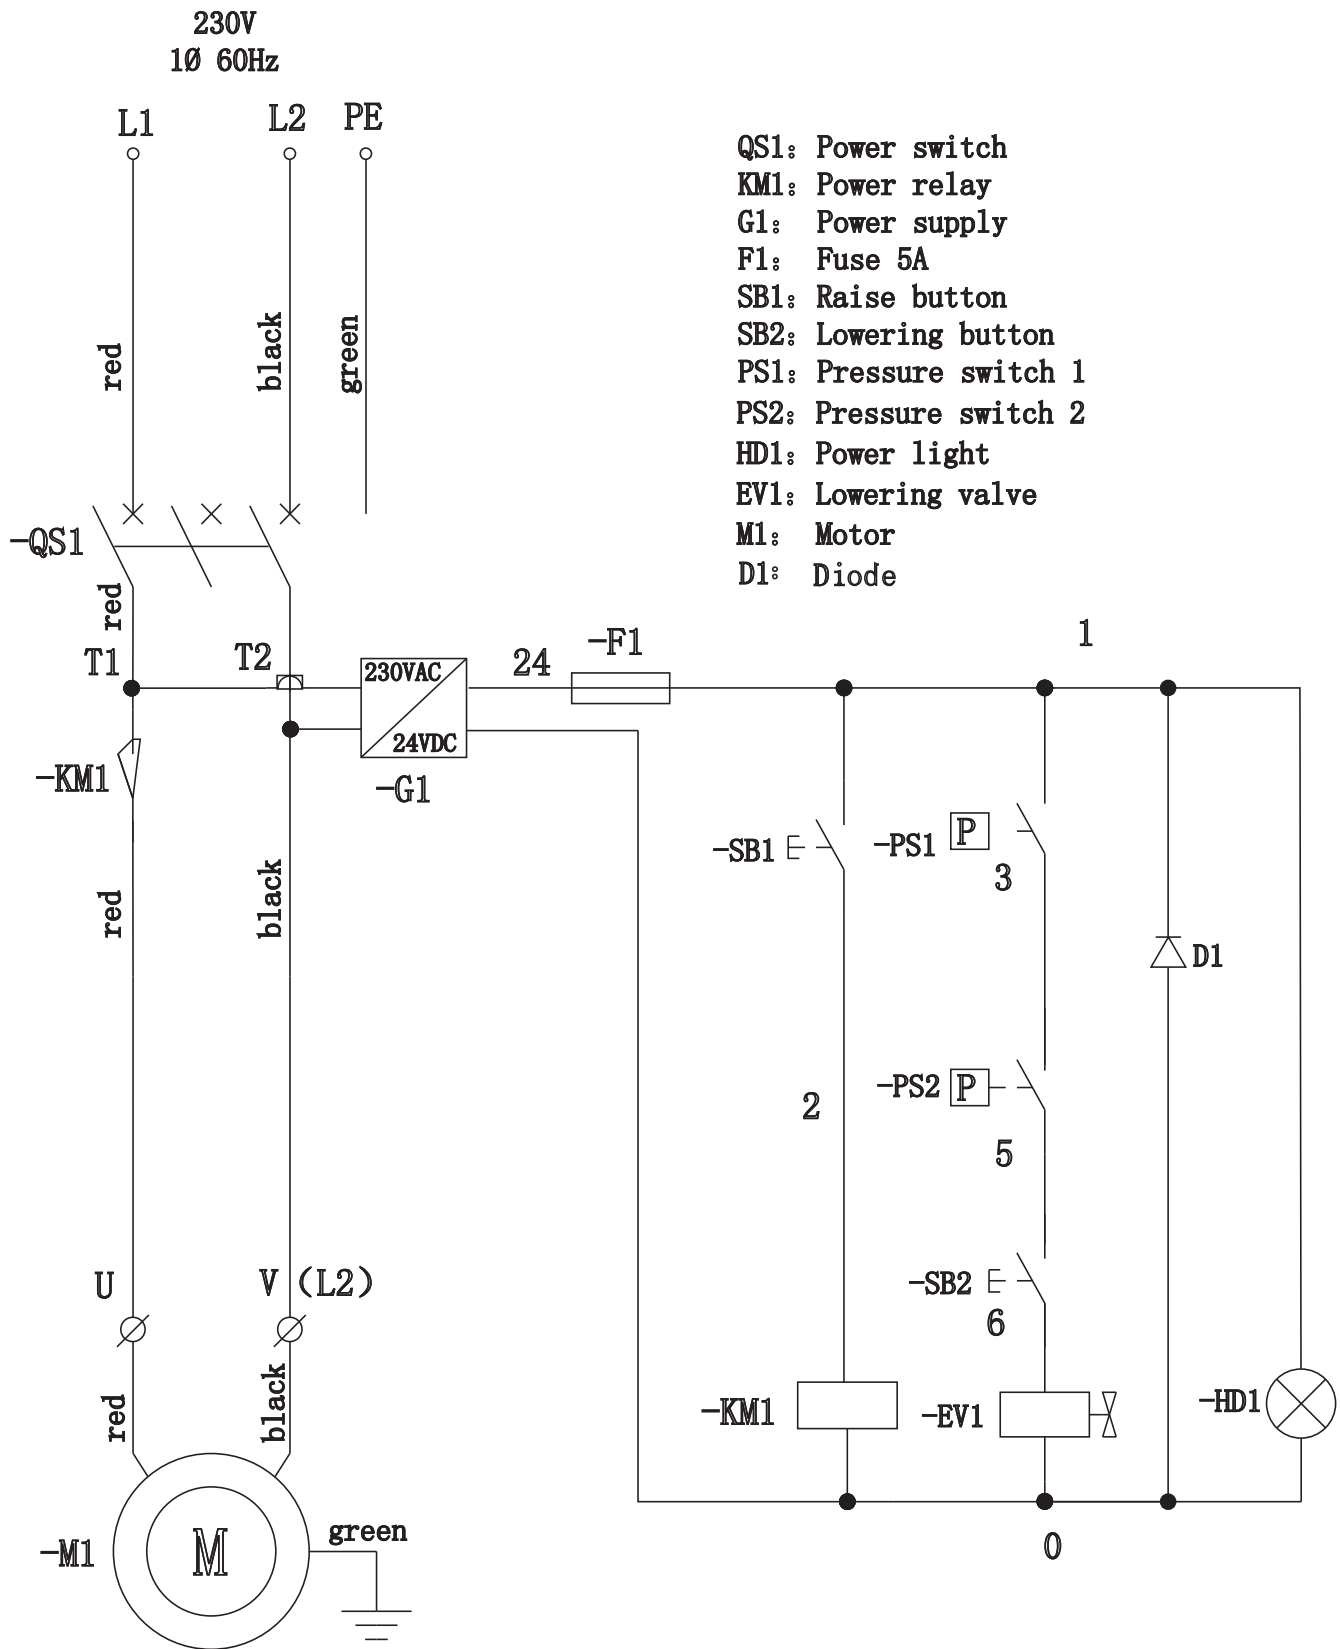 230V
1Ø 60Hz
L1
L2
PE
QS1: Power switch
KM1: Power relay
G1: Power supply
F1: Fuse 5A
SB1: Raise button
SB2: Lowering button
PS1: Pressure switch 1
PS2: Pressure switch 2
HD1: Power light
EV1: Lowering valve
M1: Motor
D1: Diode
red
black
green
-QS1
red
T1
T2
230VAC
24VDC
-G1
24
-F1
1
-KM1
red
black
-SB1
-PS1
P
3
D1
2
-PS2
P
5
U
V (L2)
-SB2
6
red
black
-KM1
-EV1
-HD1
-M1
M
green
0